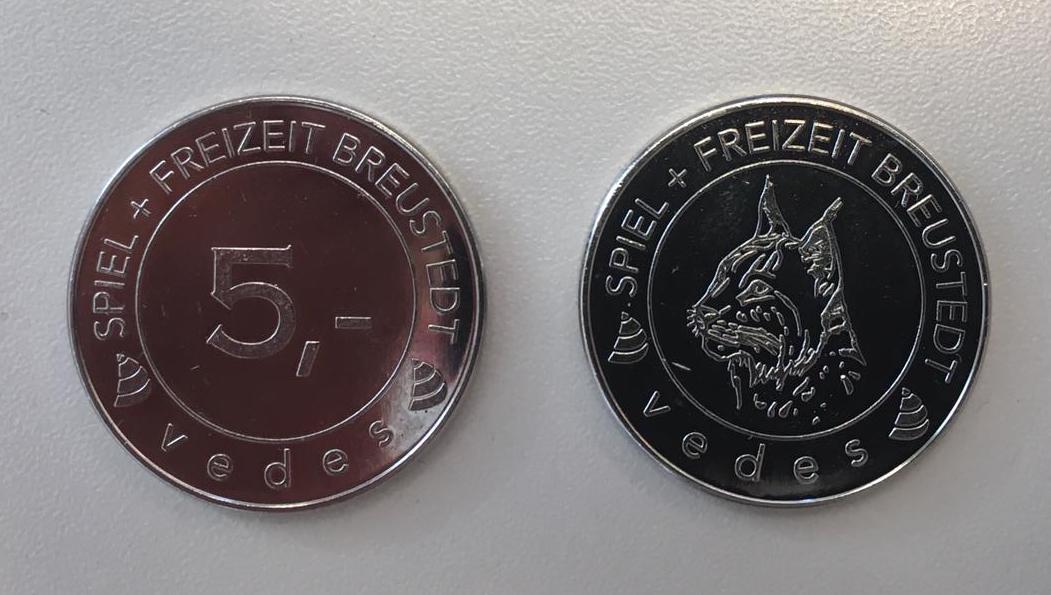 SPIEL + FREIZEIT BREUSTEDT
5,-
vedes
SPIEL + FREIZEIT BREUSTEDT
vedes